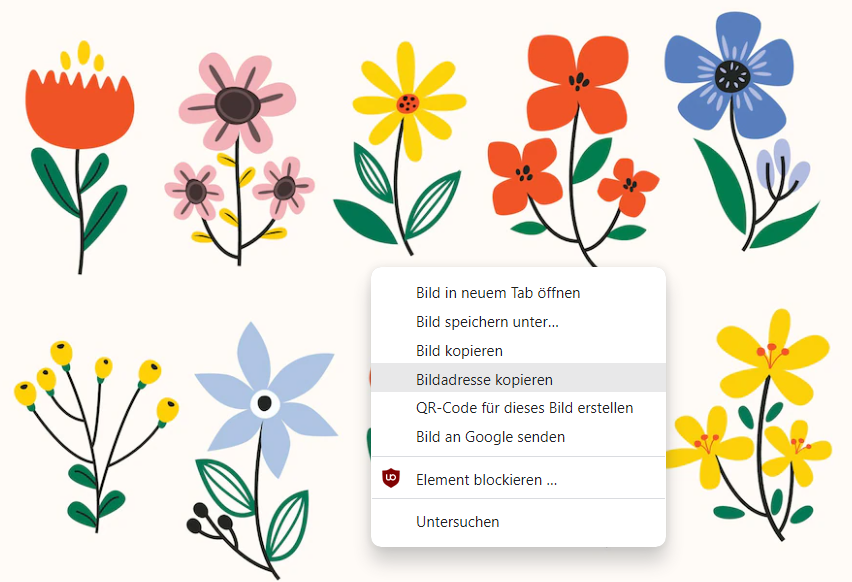 Bild in neuem Tab öffnen
Bild speichern unter...
Bild kopieren
Bildadresse kopieren
QR-Code für dieses Bild erstellen
Bild an Google senden
Element blockieren ...
Untersuchen